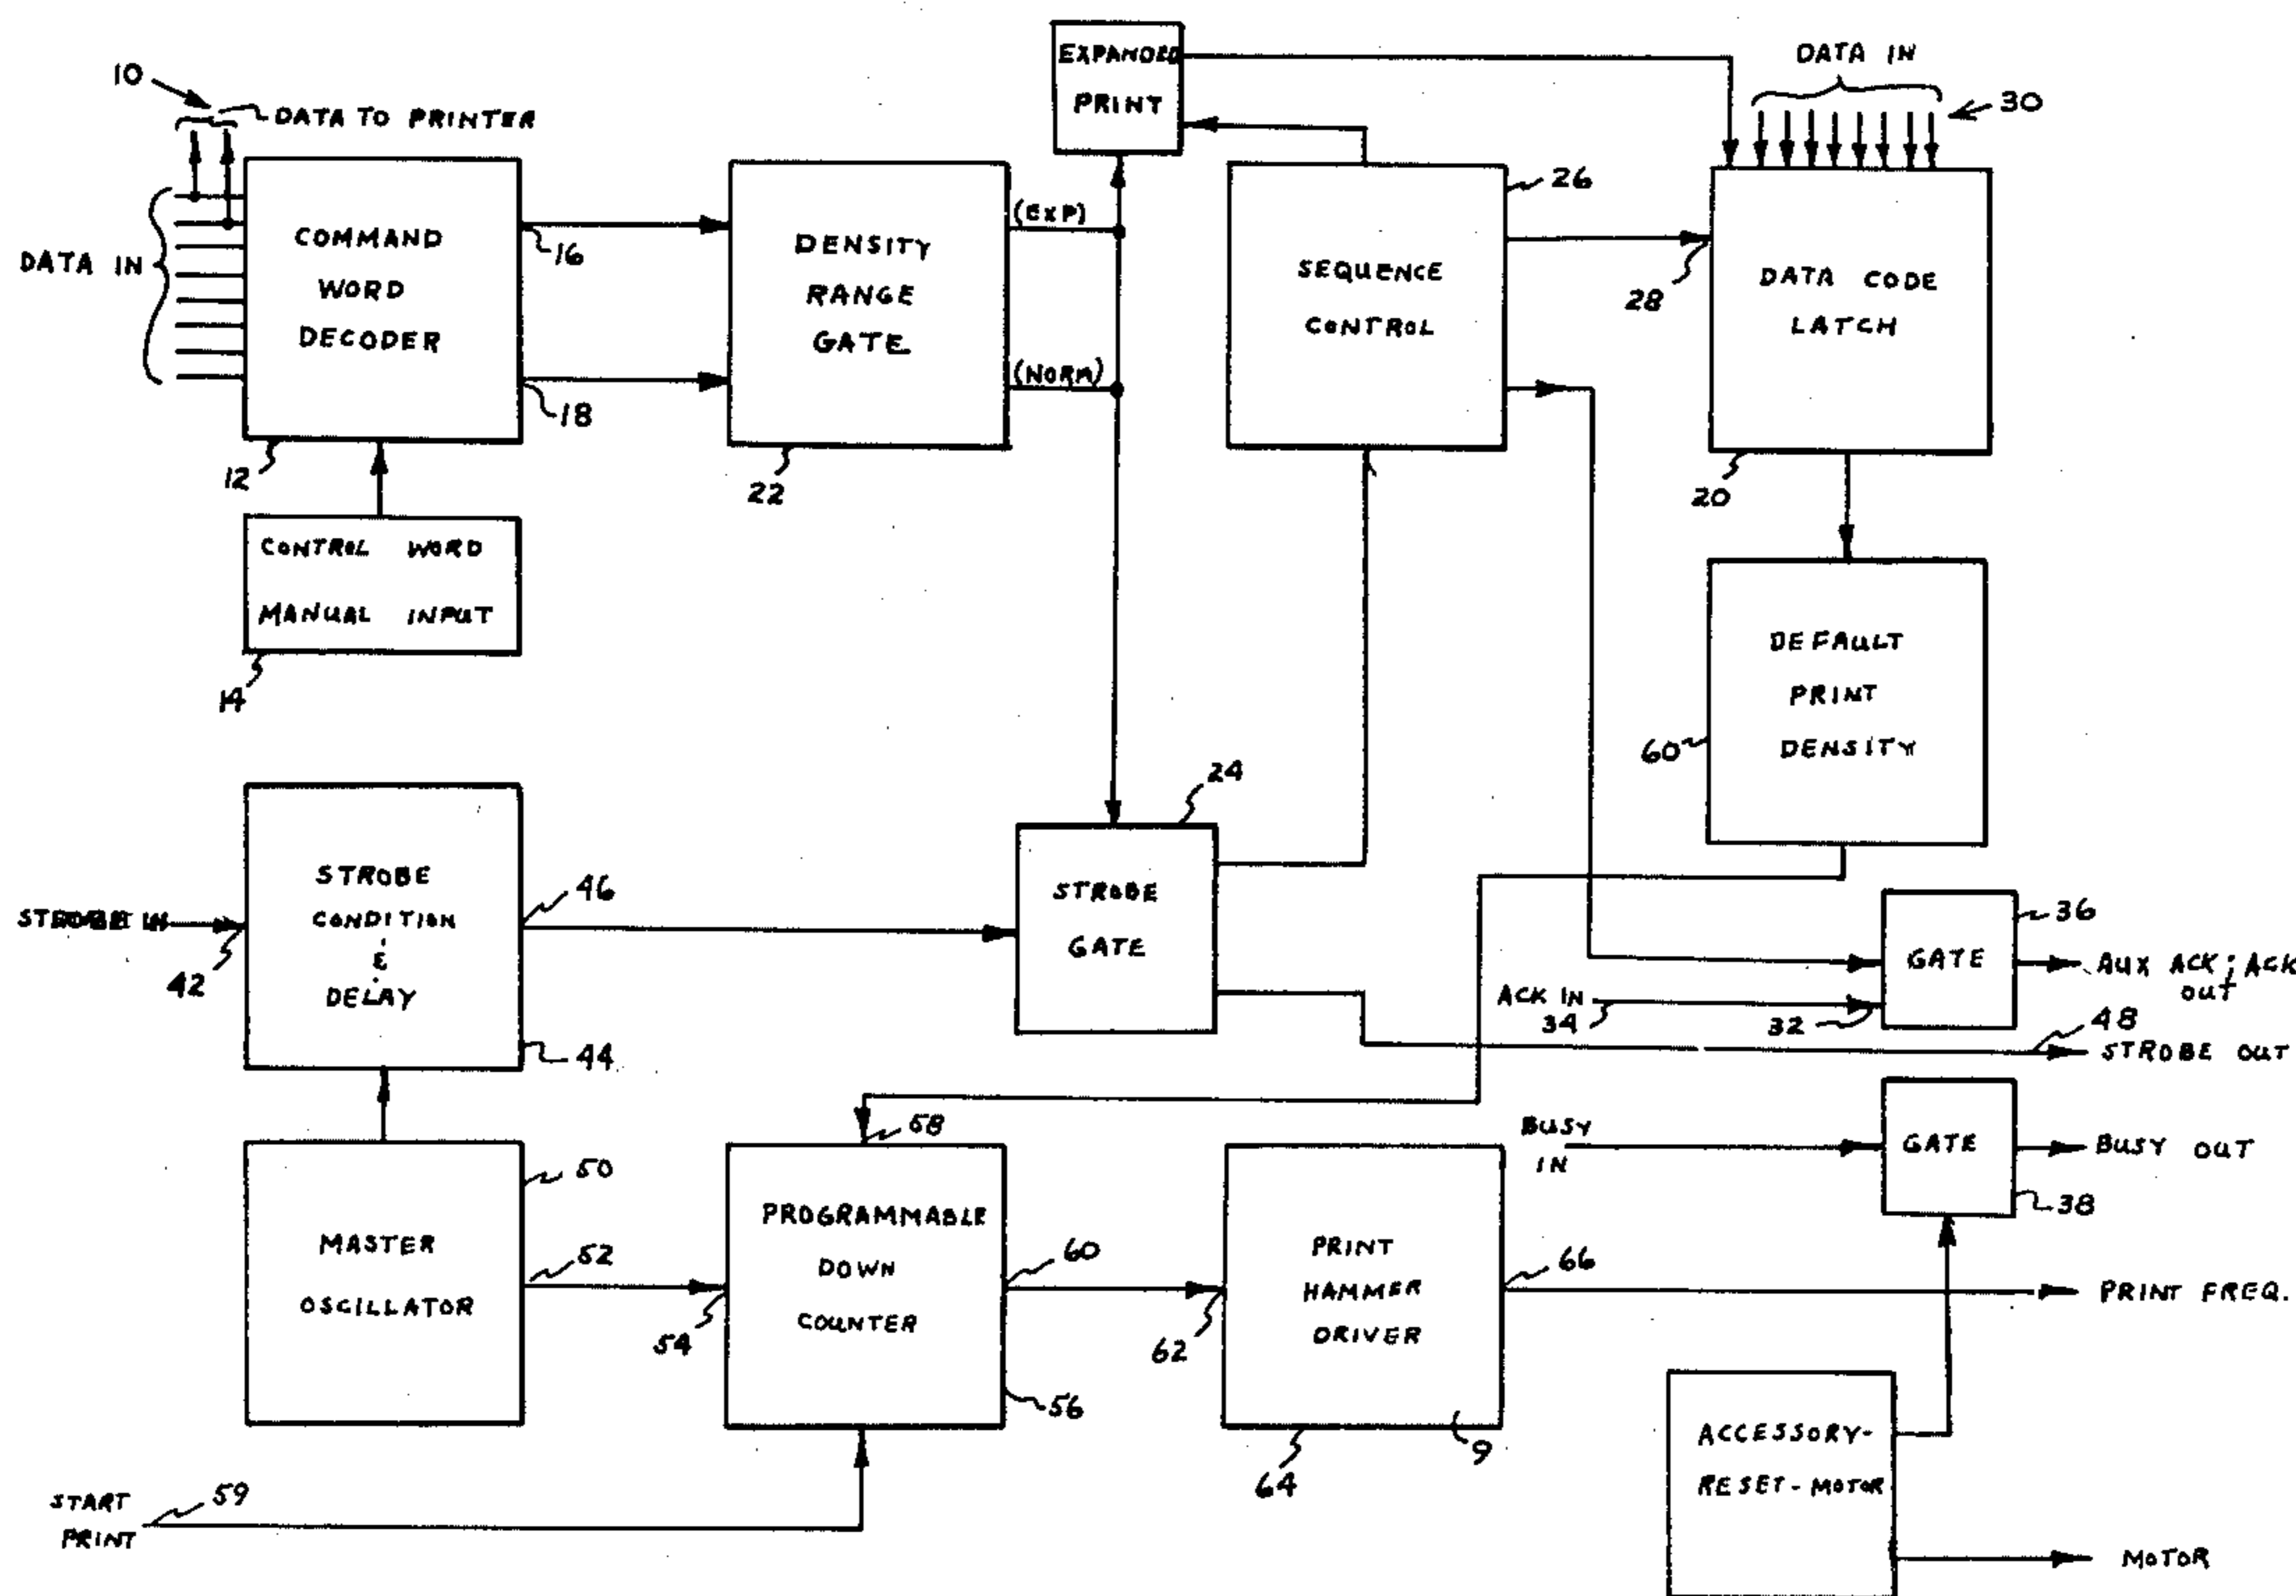 EXPANDED
PRINT
DATA IN
30
10
DATA TO PRINTER
DATA IN
COMMAND
WORD
DECODER
16
18
12
DENSITY
RANGE
GATE
22
(EXP)
(NORM)
SEQUENCE
CONTROL
26
28
DATA CODE
LATCH
20
CONTROL WORD
MANUAL INPUT
14
DEFAULT
PRINT
DENSITY
60
STROBE IN
42
STROBE
CONDITION
&
DELAY
46
44
24
STROBE
GATE
36
GATE
AUX ACK; ACK
OUT
ACK IN
34
32
48
STROBE OUT
MASTER
OSCILLATOR
50
52
54
58
PROGRAMMABLE
DOWN
COUNTER
60
56
62
PRINT
HAMMER
DRIVER
66
9
64
BUSY
IN
GATE
BUSY OUT
38
PRINT FREQ.
START
PRINT
59
ACCESSORY-
RESET-MOTOR
MOTOR